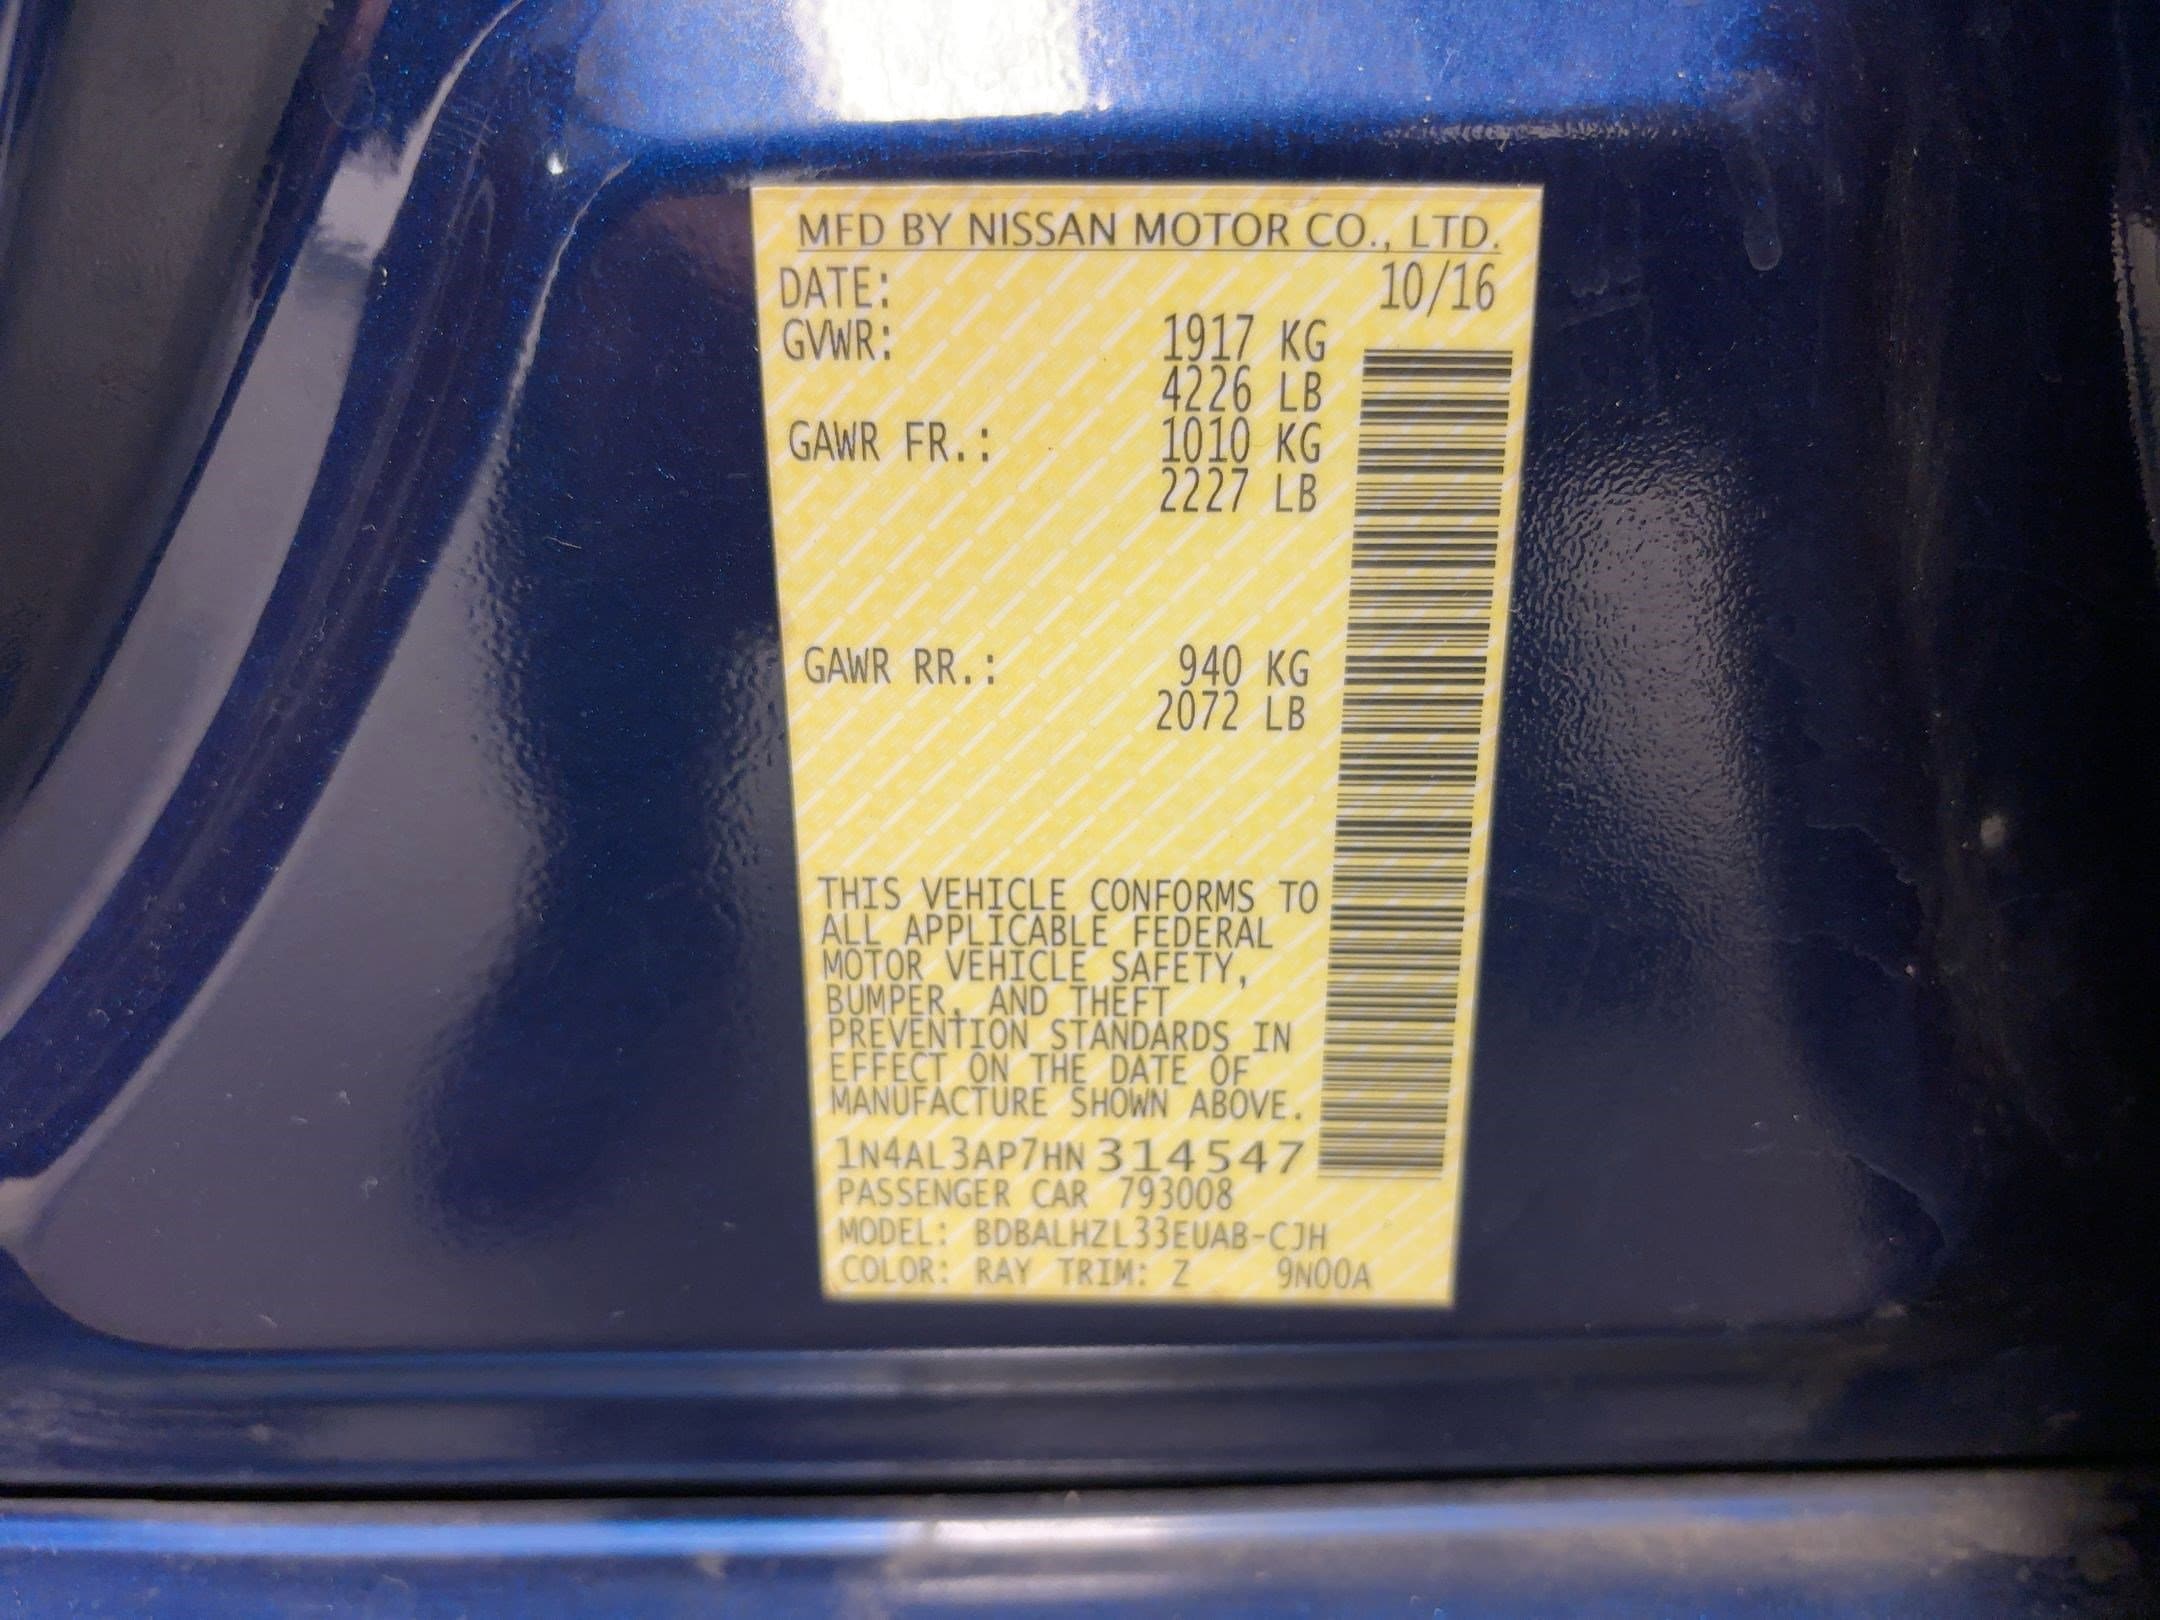 MFD BY NISSAN MOTOR CO., LTD.
DATE: 10/16
GVWR: 1917 KG
4226 LB
GAWR FR.: 1010 KG
2227 LB
GAWR RR.: 940 KG
2072 LB
THIS VEHICLE CONFORMS TO
ALL APPLICABLE FEDERAL
MOTOR VEHICLE SAFETY,
BUMPER, AND THEFT
PREVENTION STANDARDS IN
EFFECT ON THE DATE OF
MANUFACTURE SHOWN ABOVE.
1N4AL3AP7HN314547
PASSENGER CAR 793008
MODEL: BDBALHZL33EUAB-CJH
COLOR: RAY TRIM: Z 9N00A